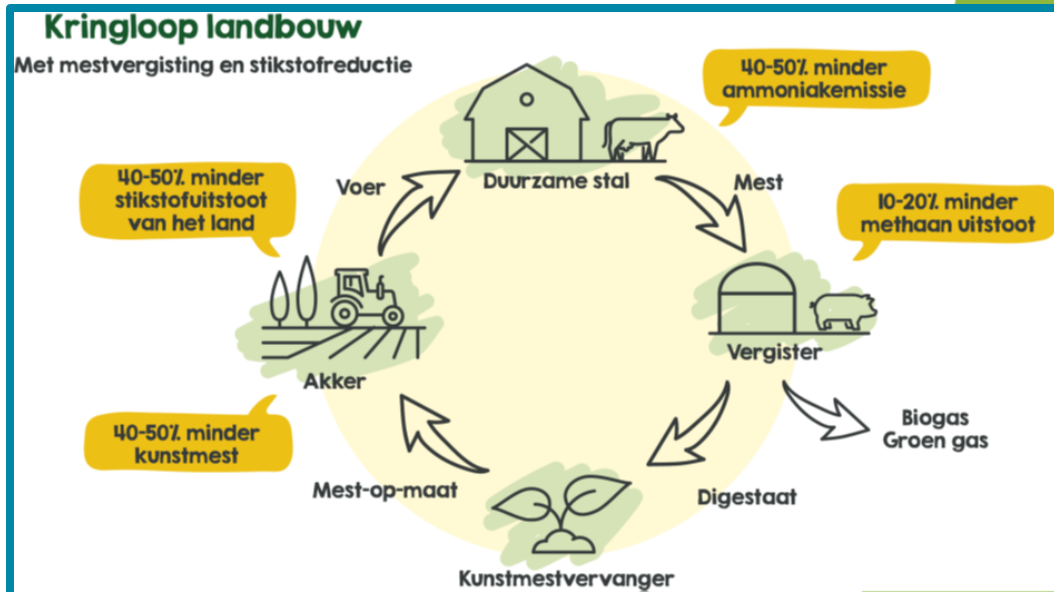 Kringloop landbouw
Met mestvergisting en stikstofreductie
40-50% minder
ammoniakemissie
40-50% minder
stikstofuitstoot
van het land
Voer
Duurzame stal
Mest
10-20% minder
methaan uitstoot
Vergister
Akker
Biogas
Groen gas
40-50% minder
kunstmest
Mest-op-maat
Digestaat
Kunstmestvervanger